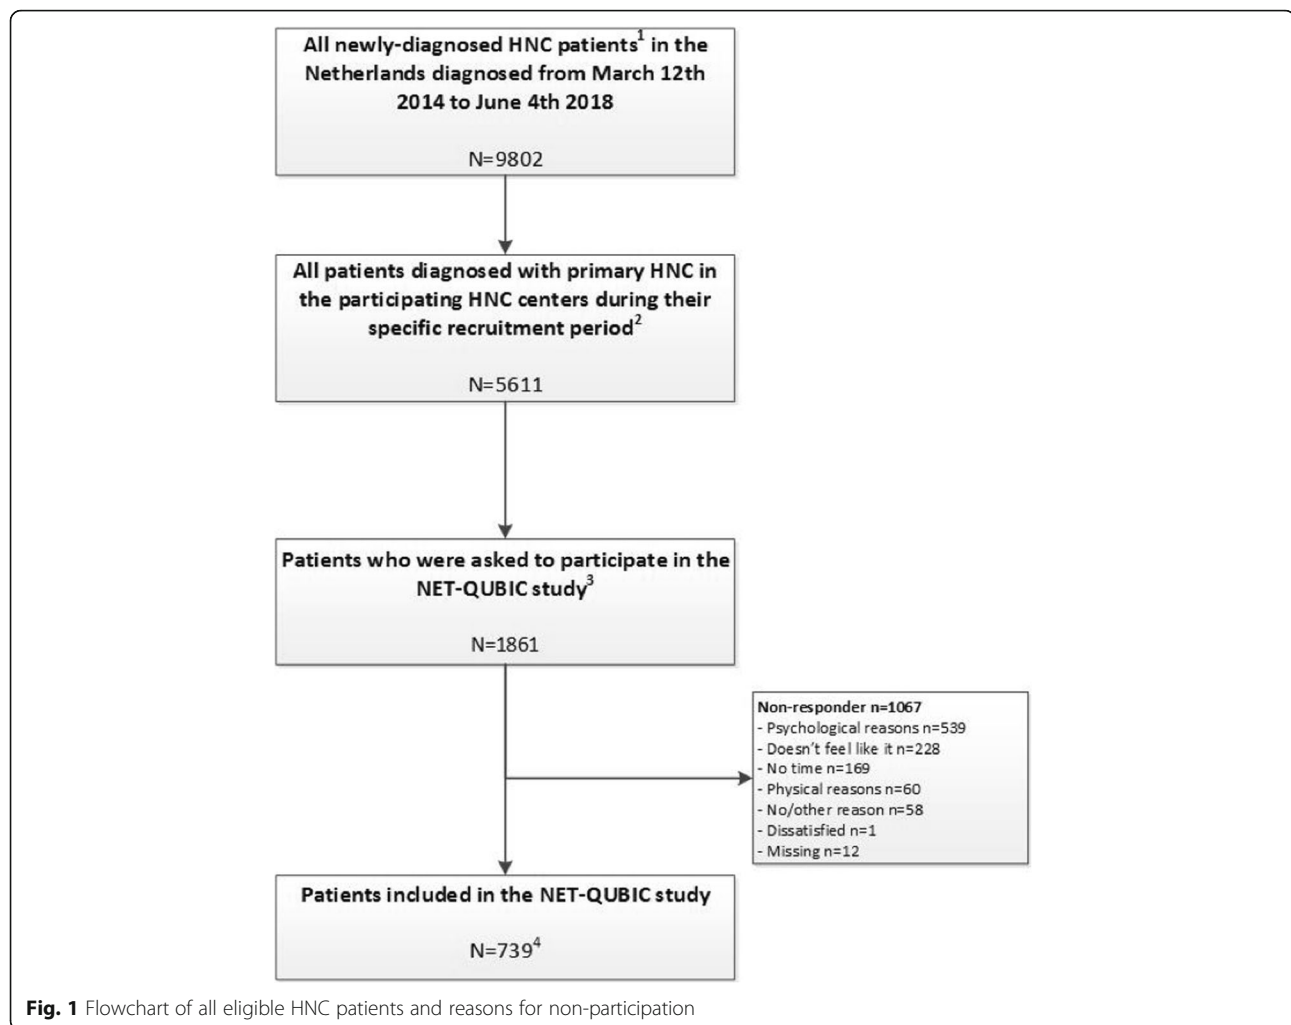 All newly-diagnosed HNC patients¹ in the
Netherlands diagnosed from March 12th
2014 to June 4th 2018
N=9802
All patients diagnosed with primary HNC in
the participating HNC centers during their
specific recruitment period²
N=5611
Patients who were asked to participate in the
NET-QUBIC study³
N=1861
Non-responder n=1067
- Psychological reasons n=539
- Doesn't feel like it n=228
- No time n=169
- Physical reasons n=60
- No/other reason n=58
- Dissatisfied n=1
- Missing n=12
Patients included in the NET-QUBIC study
N=739⁴
Fig. 1 Flowchart of all eligible HNC patients and reasons for non-participation